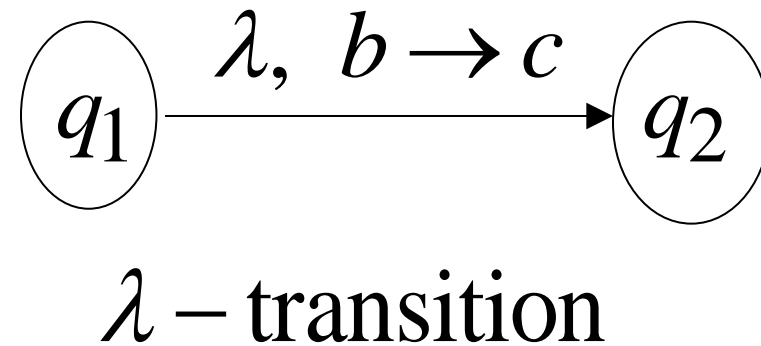 λ, b → c
q₁ q₂
λ – transition